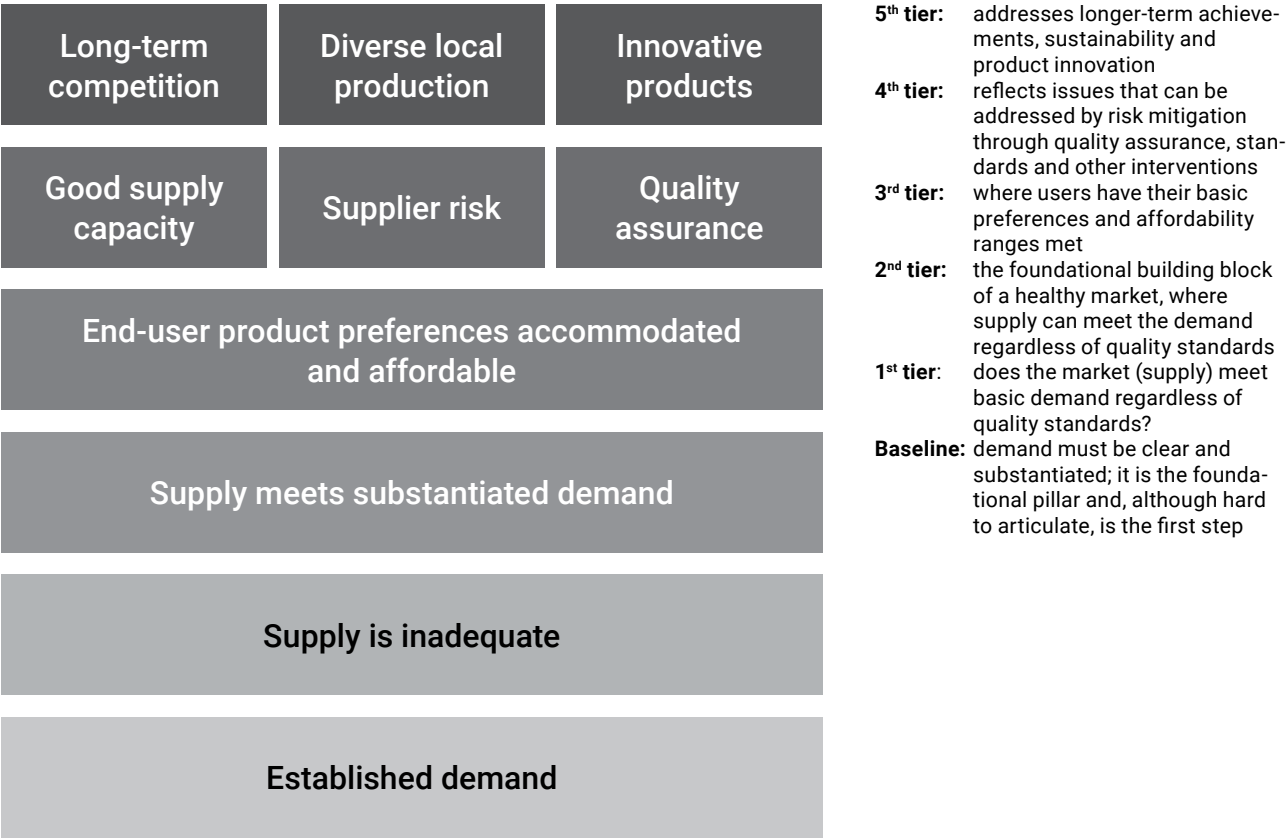 Long-term
competition
Diverse local
production
Innovative
products
Good supply
capacity
Supplier risk
Quality
assurance
End-user product preferences accommodated
and affordable
Supply meets substantiated demand
Supply is inadequate
Established demand
5th tier: addresses longer-term achieve-
ments, sustainability and
product innovation
4th tier: reflects issues that can be
addressed by risk mitigation
through quality assurance, stan-
dards and other interventions
3rd tier: where users have their basic
preferences and affordability
ranges met
2nd tier: the foundational building block
of a healthy market, where
supply can meet the demand
regardless of quality standards
1st tier: does the market (supply) meet
basic demand regardless of
quality standards?
Baseline: demand must be clear and
substantiated; it is the founda-
tional pillar and, although hard
to articulate, is the first step